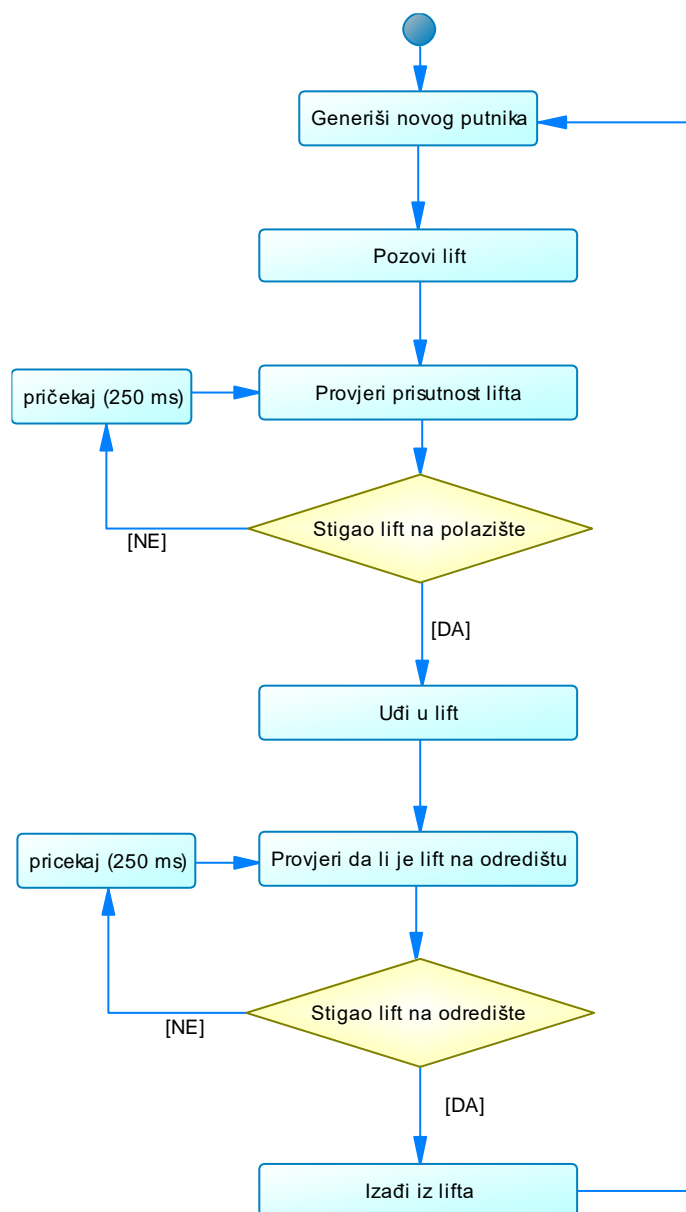 Generiši novog putnika
Pozovi lift
pričekaj (250 ms)
Provjeri prisutnost lifta
Stigao lift na polazište
[NE]
[DA]
Uđi u lift
pricekaj (250 ms)
Provjeri da li je lift na odredištu
Stigao lift na odredište
[NE]
[DA]
Izađi iz lifta